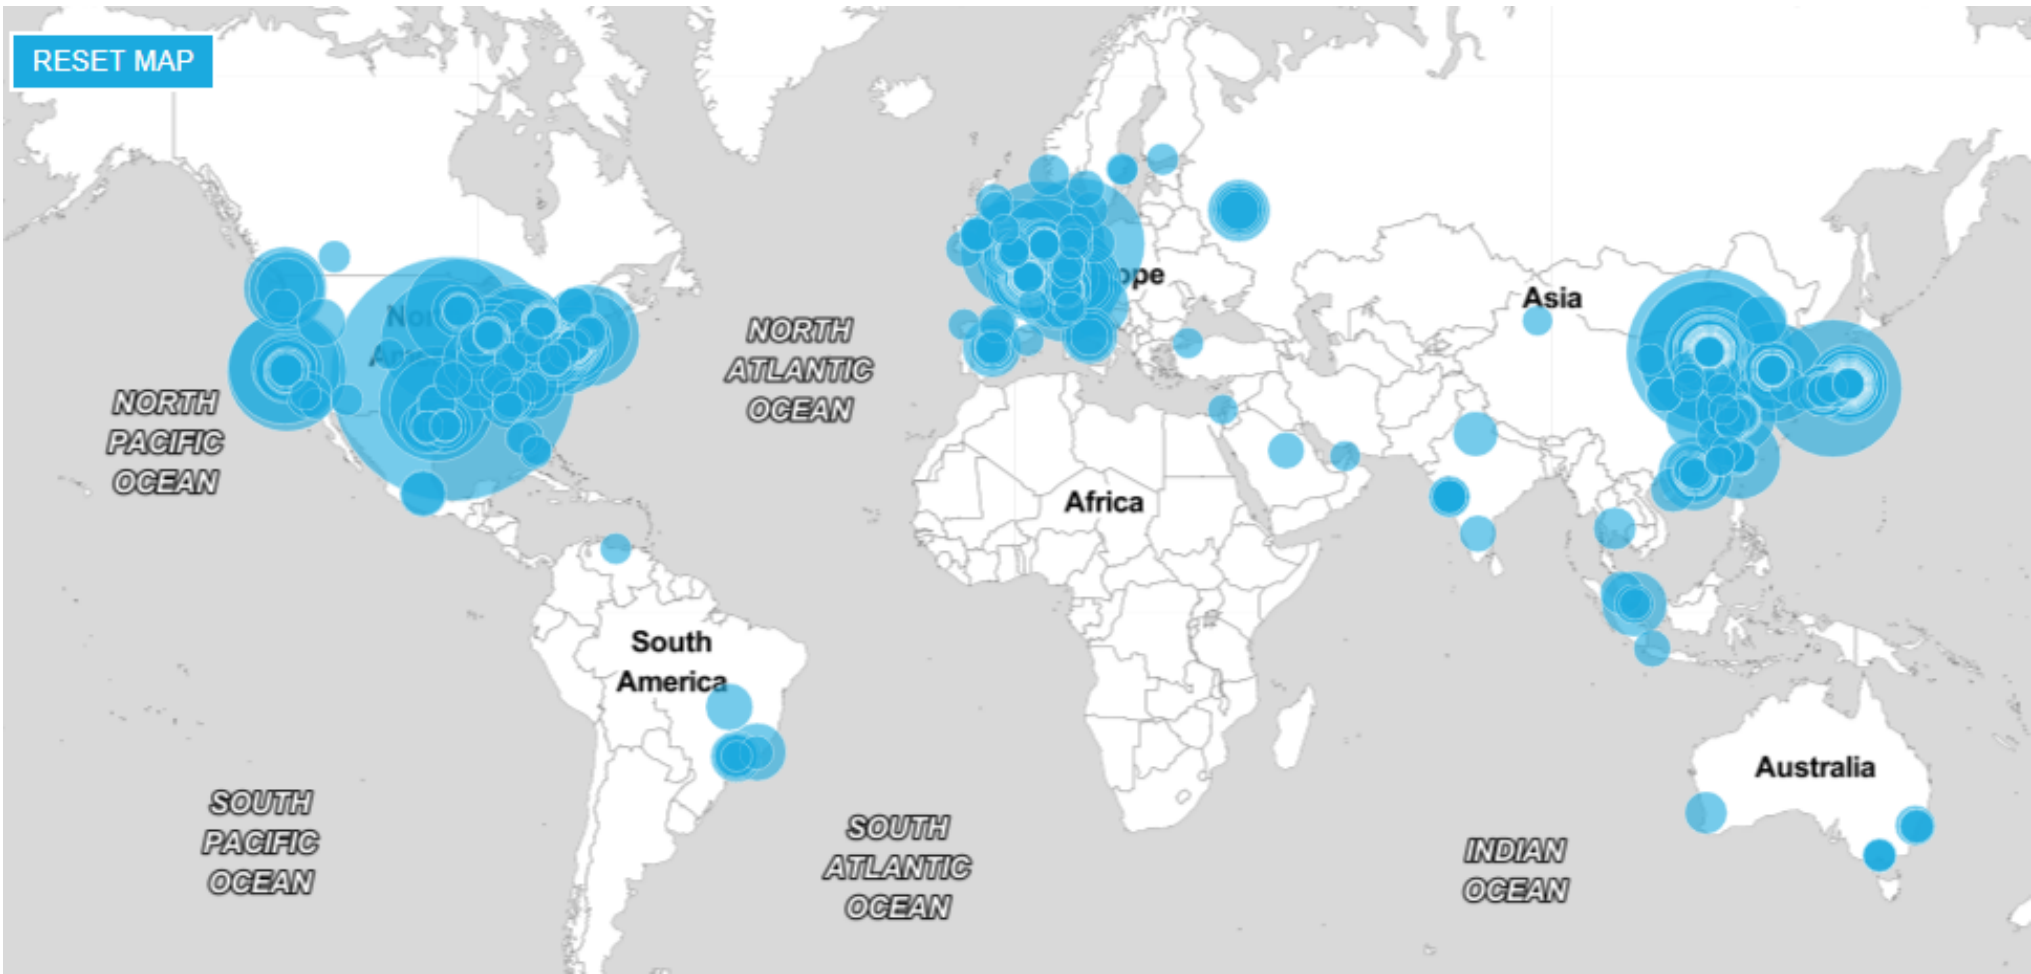 RESET MAP
NORTH
PACIFIC
OCEAN
NORTH
ATLANTIC
OCEAN
ope
Asia
Africa
South
America
SOUTH
PACIFIC
OCEAN
SOUTH
ATLANTIC
OCEAN
INDIAN
OCEAN
Australia